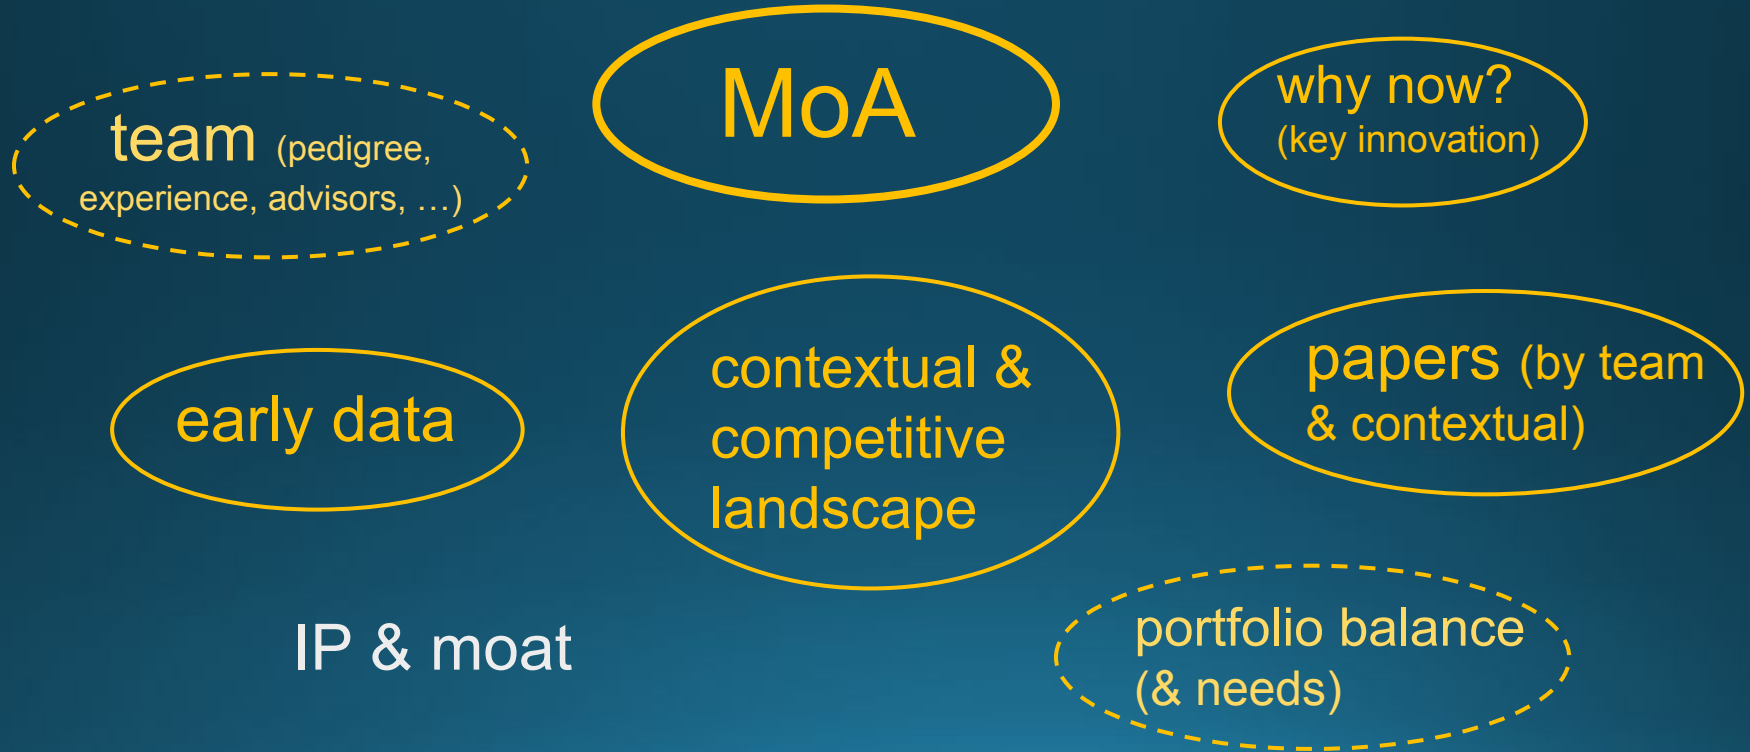 MoA
why now?
(key innovation)
team (pedigree,
experience, advisors, …)
early data
contextual &
competitive
landscape
papers (by team
& contextual)
IP & moat
portfolio balance
(& needs)